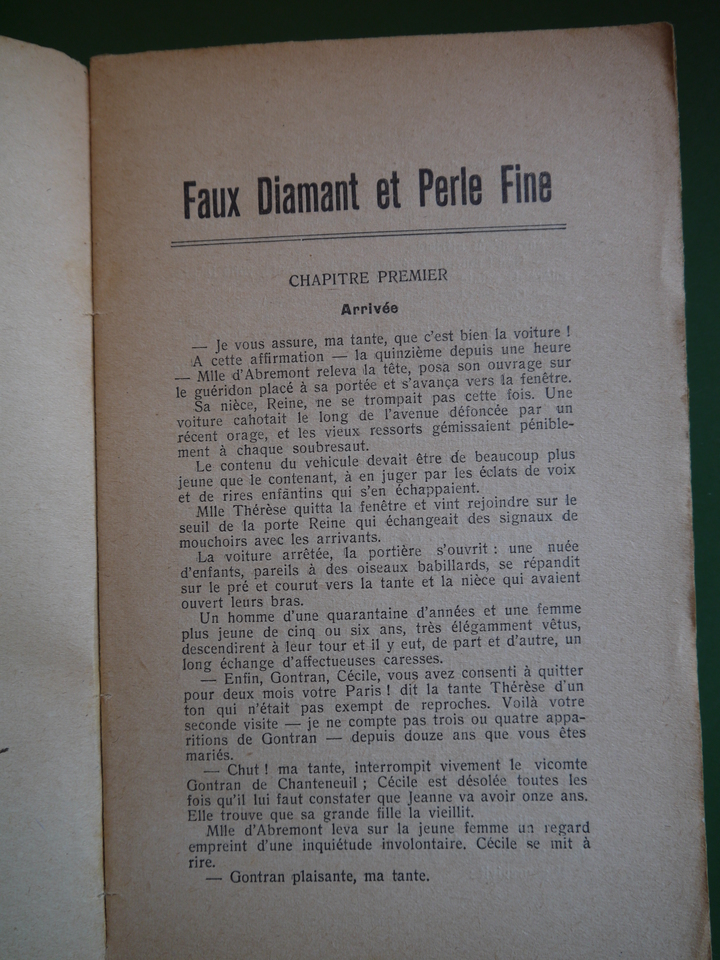 Faux Diamant et Perle Fine
CHAPITRE PREMIER
Arrivée
— Je vous assure, ma tante, que c'est bien la voiture !
A cette affirmation — la quinzième depuis une heure
— Mlle d'Abremont releva la tête, posa son ouvrage sur
le guéridon placé à sa portée et s'avança vers la fenêtre.
Sa nièce, Reine, ne se trompait pas cette fois. Une
voiture cahotait le long de l'avenue défoncée par un
récent orage, et les vieux ressorts gémissaient pénible-
ment à chaque soubresaut.
Le contenu du vehicule devait être de beaucoup plus
jeune que le contenant, à en juger par les éclats de voix
et de rires enfantins qui s'en échappaient.
Mlle Thérèse quitta la fenêtre et vint rejoindre sur le
seuil de la porte Reine qui échangeait des signaux de
mouchoirs avec les arrivants.
La voiture arrêtée, la portière s'ouvrit : une nuée
d'enfants, pareils à des oiseaux babillards, se répandit
sur le pré et courut vers la tante et la nièce qui avaient
ouvert leurs bras.
Un homme d'une quarantaine d'années et une femme
plus jeune de cinq ou six ans, très élégamment vêtus,
descendirent à leur tour et il y eut, de part et d'autre, un
long échange d'affectueuses caresses.
— Enfin, Gontran, Cécile, vous avez consenti à quitter
pour deux mois votre Paris ! dit la tante Thérèse d'un
ton qui n'était pas exempt de reproches. Voilà votre
seconde visite — je ne compte pas trois ou quatre appa-
ritions de Gontran — depuis douze ans que vous êtes
mariés.
— Chut ! ma tante, interrompit vivement le vicomte
Gontran de Chanteneuil ; Cécile est désolée toutes les
fois qu'il lui faut constater que Jeanne va avoir onze ans.
Elle trouve que sa grande fille la vieillit.
Mlle d'Abremont leva sur la jeune femme un regard
empreint d'une inquiétude involontaire. Cécile se mit à
rire.
— Gontran plaisante, ma tante.